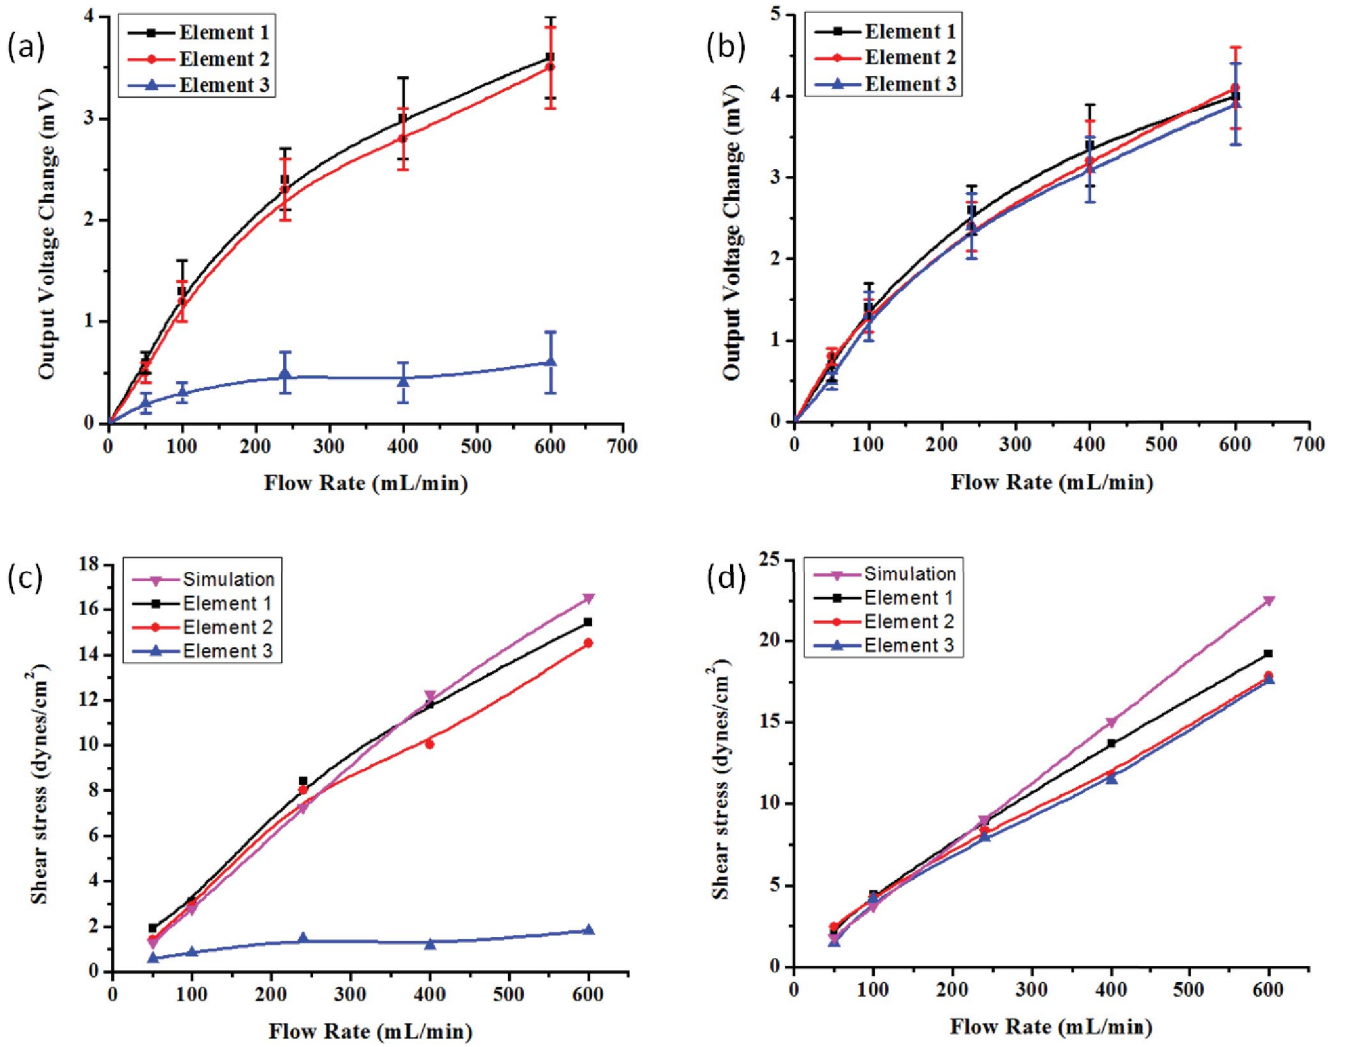 (a)
Element 1
Element 2
Element 3
4
3
2
1
0
0 100 200 300 400 500 600 700
Output Voltage Change (mV)
Flow Rate (mL/min)
(b)
Element 1
Element 2
Element 3
5
4
3
2
1
0
0 100 200 300 400 500 600 700
Output Voltage Change (mV)
Flow Rate (mL/min)
(c)
Simulation
Element 1
Element 2
Element 3
18
16
14
12
10
8
6
4
2
0
0 100 200 300 400 500 600
Shear stress (dynes/cm²)
Flow Rate (mL/min)
(d)
Simulation
Element 1
Element 2
Element 3
25
20
15
10
5
0
0 100 200 300 400 500 600
Shear stress (dynes/cm²)
Flow Rate (mL/min)